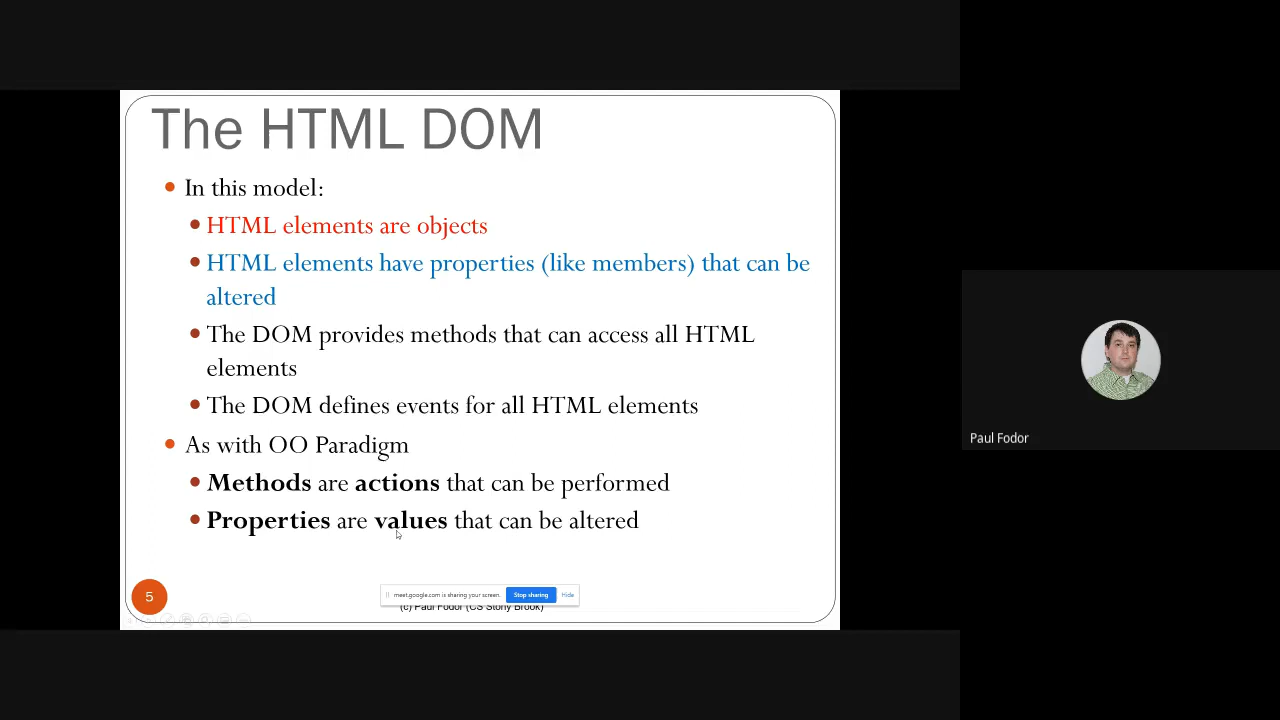 The HTML DOM
In this model:
HTML elements are objects
HTML elements have properties (like members) that can be
altered
The DOM provides methods that can access all HTML
elements
The DOM defines events for all HTML elements
As with OO Paradigm
Methods are actions that can be performed
Properties are values that can be altered
5
meet.google.com is sharing your screen. Stop sharing Hide
(c) Paul Fodor (CS Stony Brook)
Paul Fodor